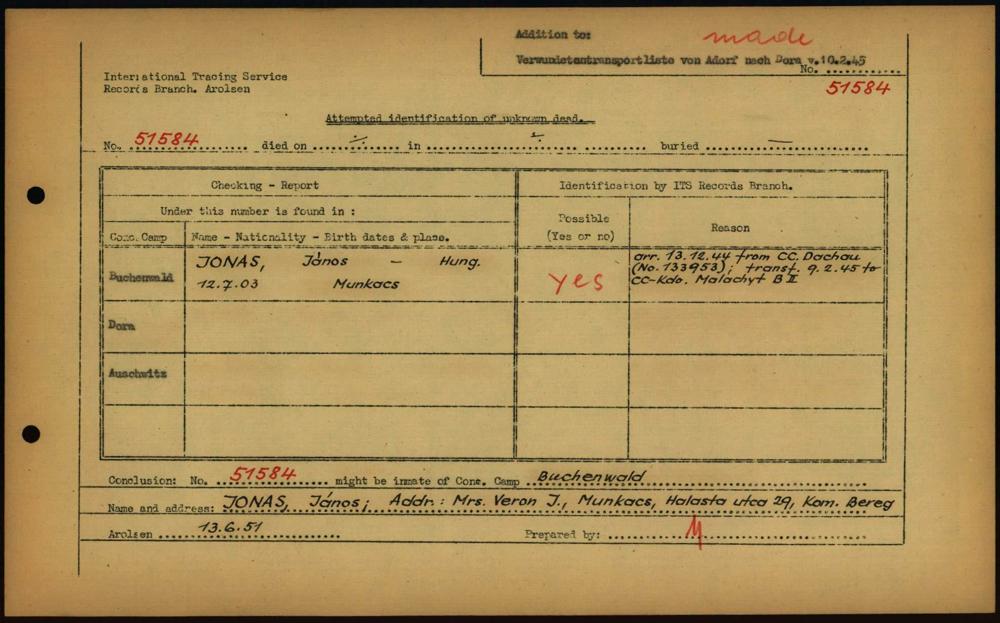 Addition to: made
Verwundetentransportliste von Adorf nach Dora v.10.2.45
No. ............
51584
International Tracing Service
Records Branch. Arolsen
Attempted identification of unknown dead.
No. 51584 died on ............ in ............ buried ............
Checking - Report
Identification by ITS Records Branch.
Under this number is found in :
Possible
(Yes or no)
Reason
Conc. Camp
Name - Nationality - Birth dates & place.
Buchenwald
JONAS, János – Hung.
12.7.03 Munkacs
yes
arr. 13.12.44 from CC. Dachau
(No. 133953); transf. 9.2.45 to
CC-Kdo. Malachyt B II
Dora
Auschwitz
Conclusion: No. 51584 might be inmate of Conc. Camp Buchenwald
Name and address: JONAS, János; Addr.: Mrs. Veron J., Munkacs, Halasta utca 29, Kom. Bereg
Arolsen 13.6.51
Prepared by: